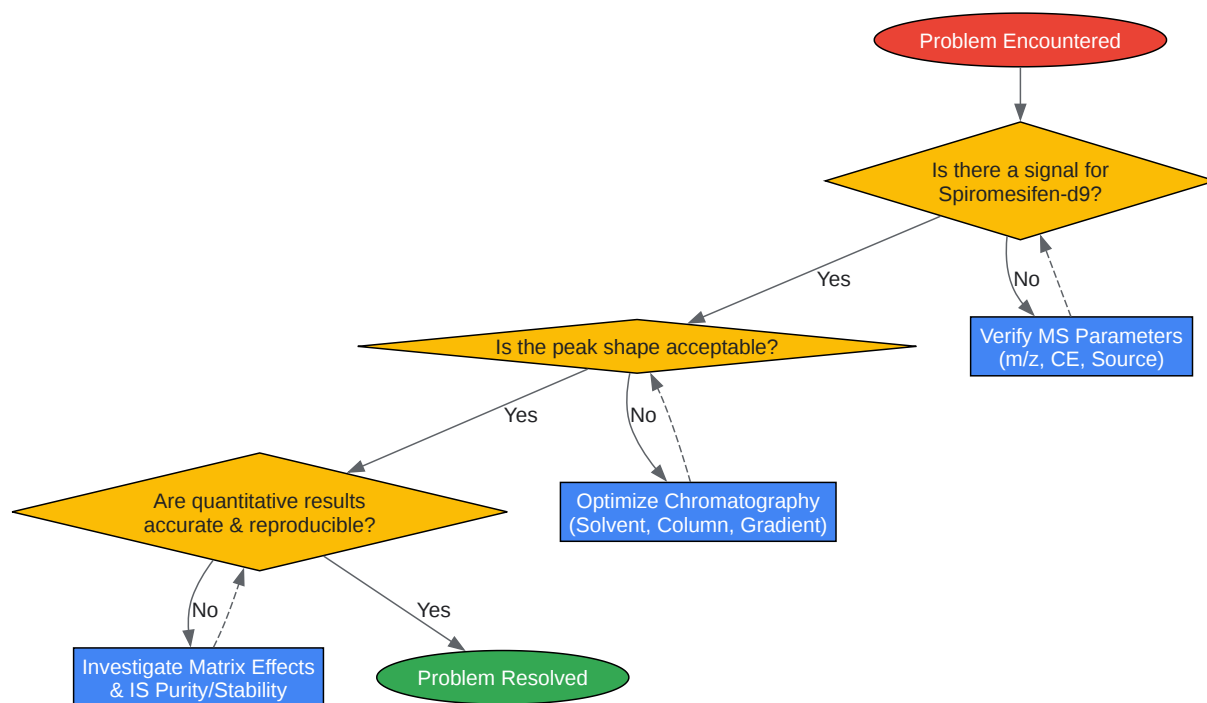 Problem Encountered
Is there a signal for
Spiromesifen-d9?
Yes
No
Verify MS Parameters
(m/z, CE, Source)
Is the peak shape acceptable?
Yes
No
Optimize Chromatography
(Solvent, Column, Gradient)
Are quantitative results
accurate & reproducible?
No
Yes
Investigate Matrix Effects
& IS Purity/Stability
Problem Resolved